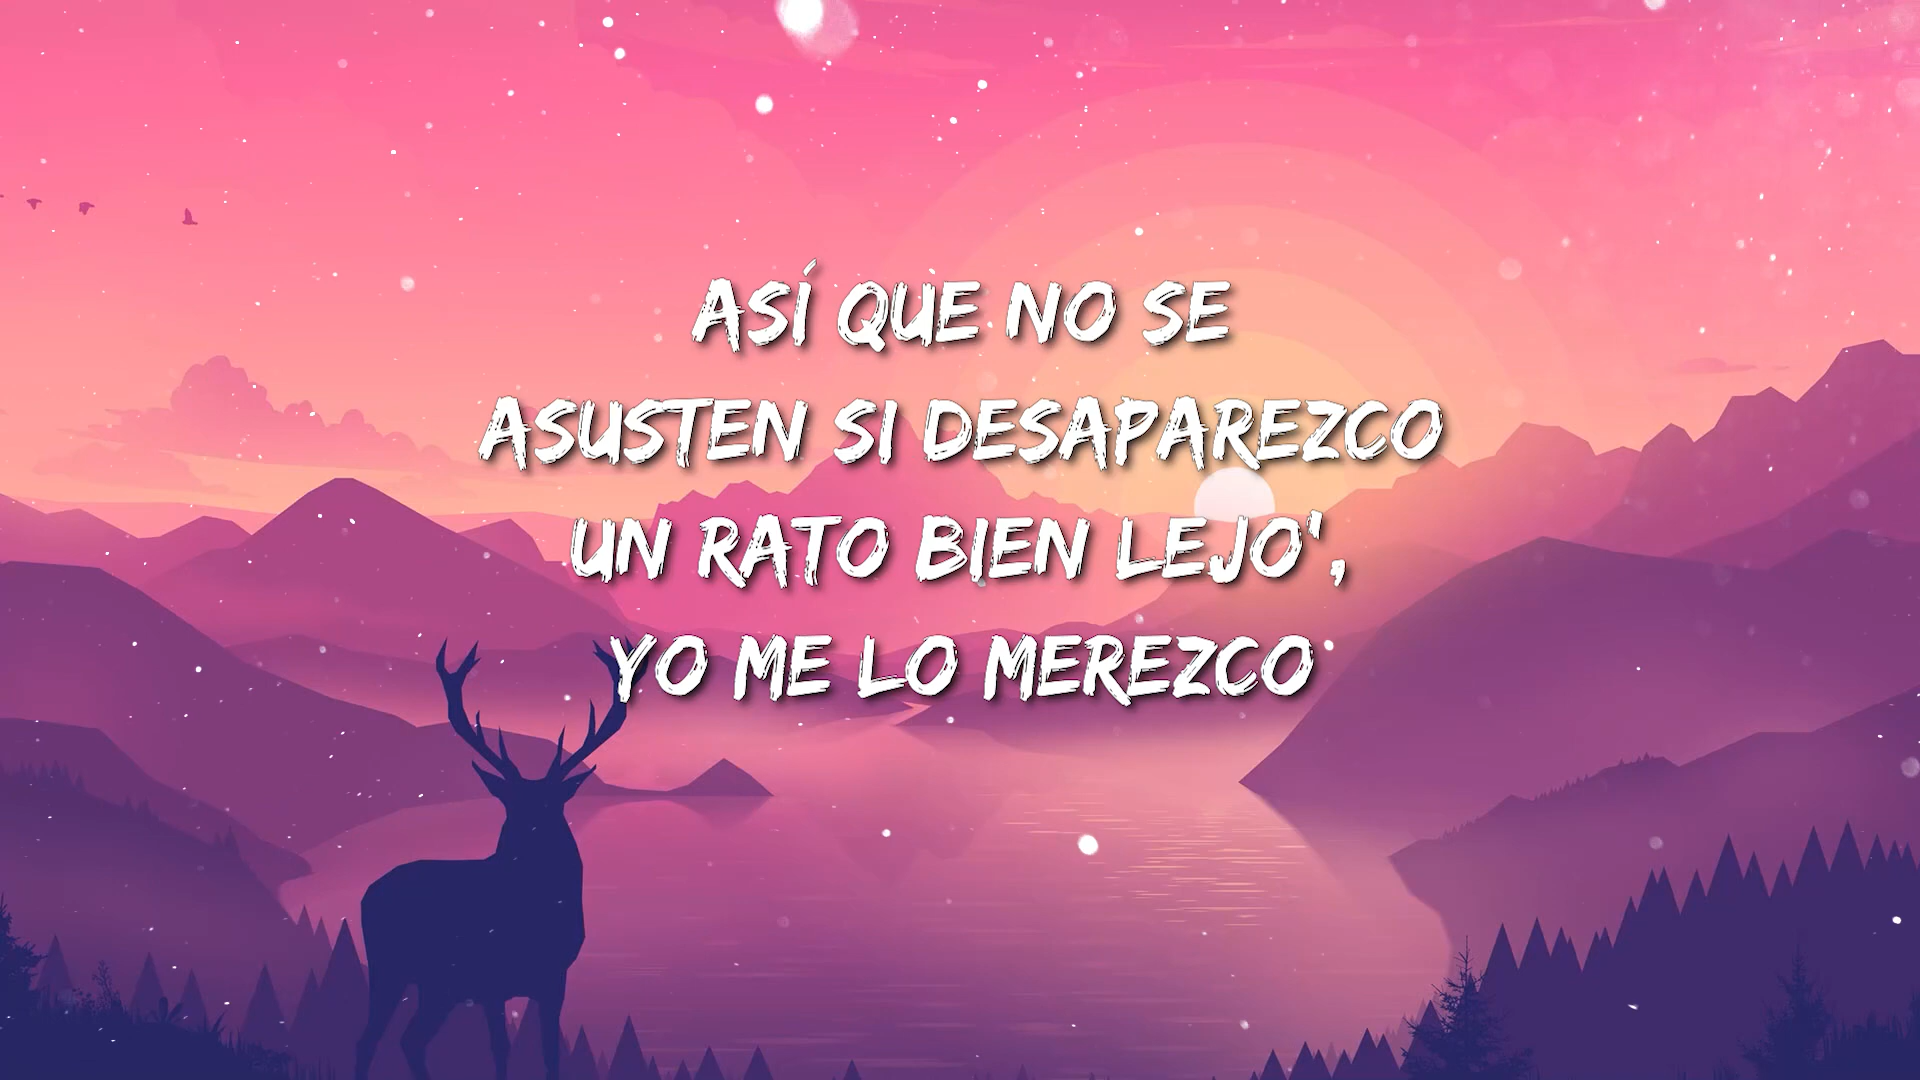 ASÍ QUE NO SE
ASUSTEN SI DESAPAREZCO
UN RATO BIEN LEJO',
YO ME LO MEREZCO